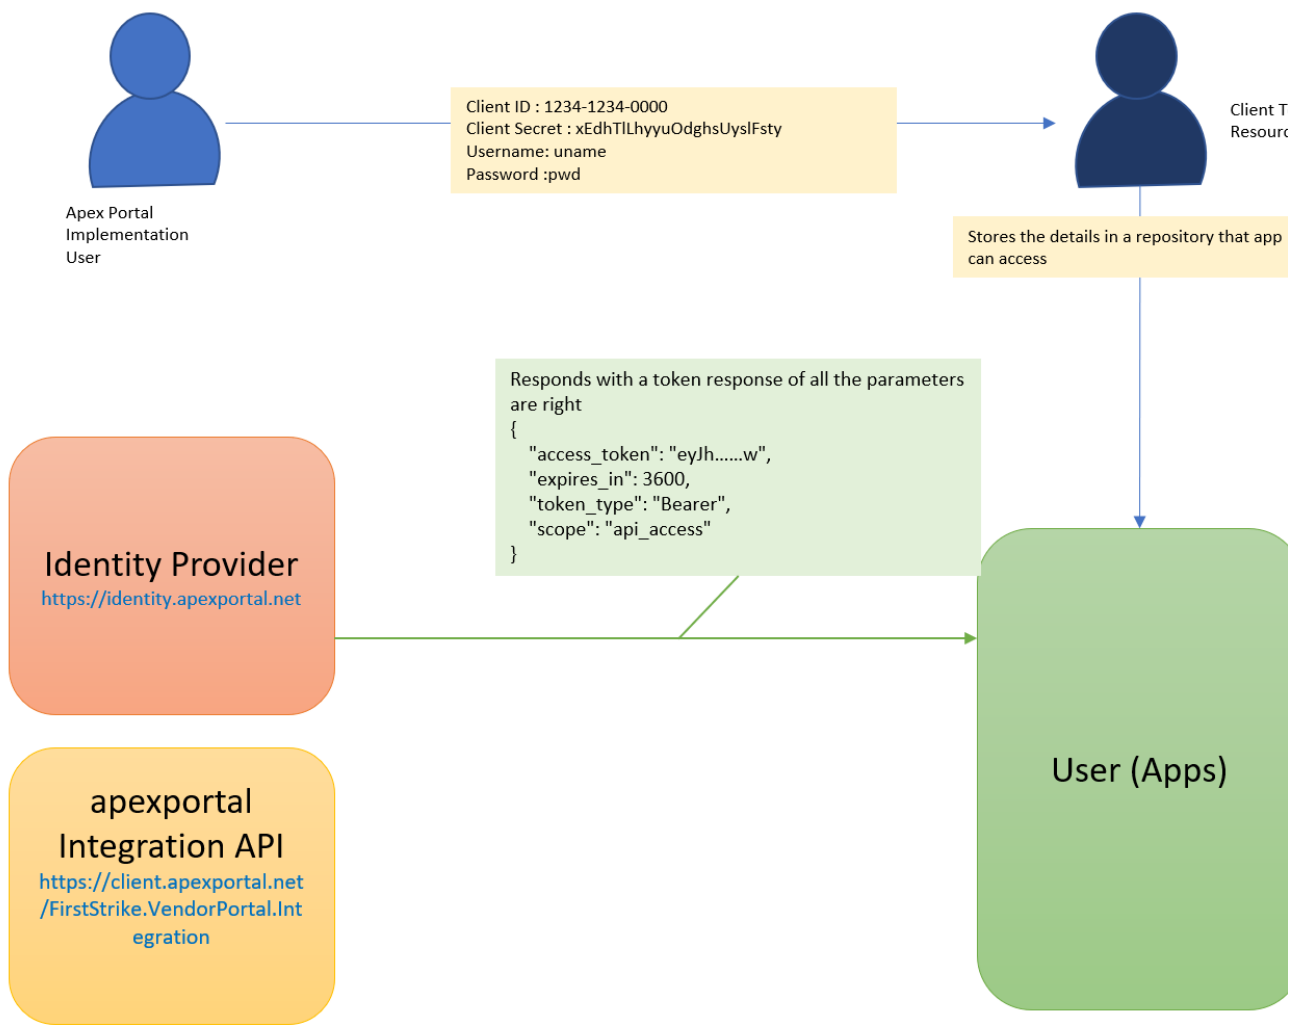 Client ID : 1234-1234-0000
Client Secret : xEdhTlLhyyuOdghsUyslFsty
Username: uname
Password :pwd
Client T
Resourc
Apex Portal
Implementation
User
Stores the details in a repository that app
can access
Responds with a token response of all the parameters
are right
{
"access_token": "eyJh......w",
"expires_in": 3600,
"token_type": "Bearer",
"scope": "api_access"
}
Identity Provider
https://identity.apexportal.net
User (Apps)
apexportal
Integration API
https://client.apexportal.net
/FirstStrike.VendorPortal.Int
egration